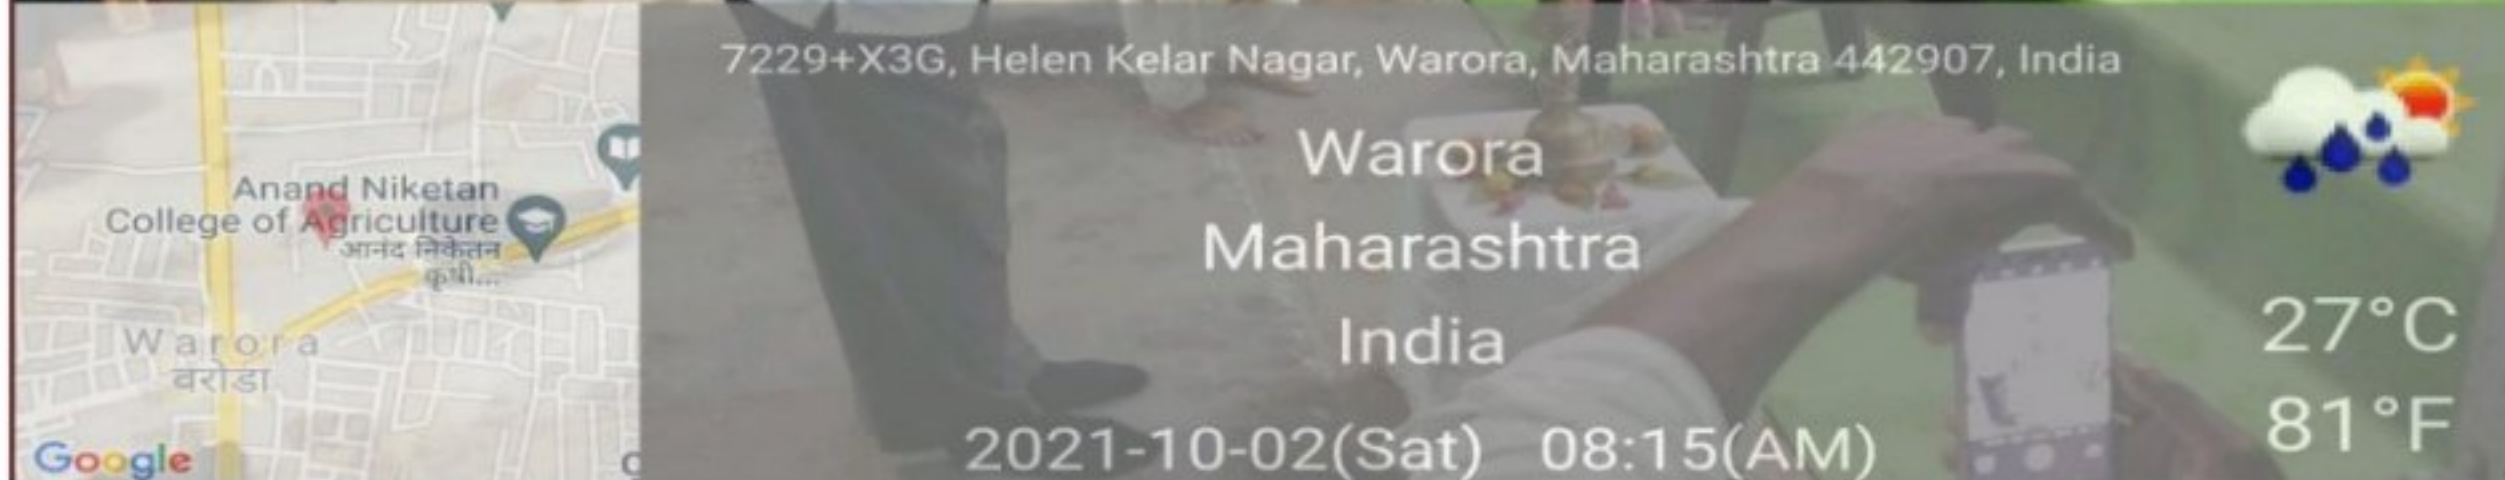 Anand Niketan
College of Agriculture
आनंद निकेतन
कृषी...
Warora
वरोडा
Google
7229+X3G, Helen Kelar Nagar, Warora, Maharashtra 442907, India
Warora
Maharashtra
India
2021-10-02(Sat) 08:15(AM)
27°C
81°F